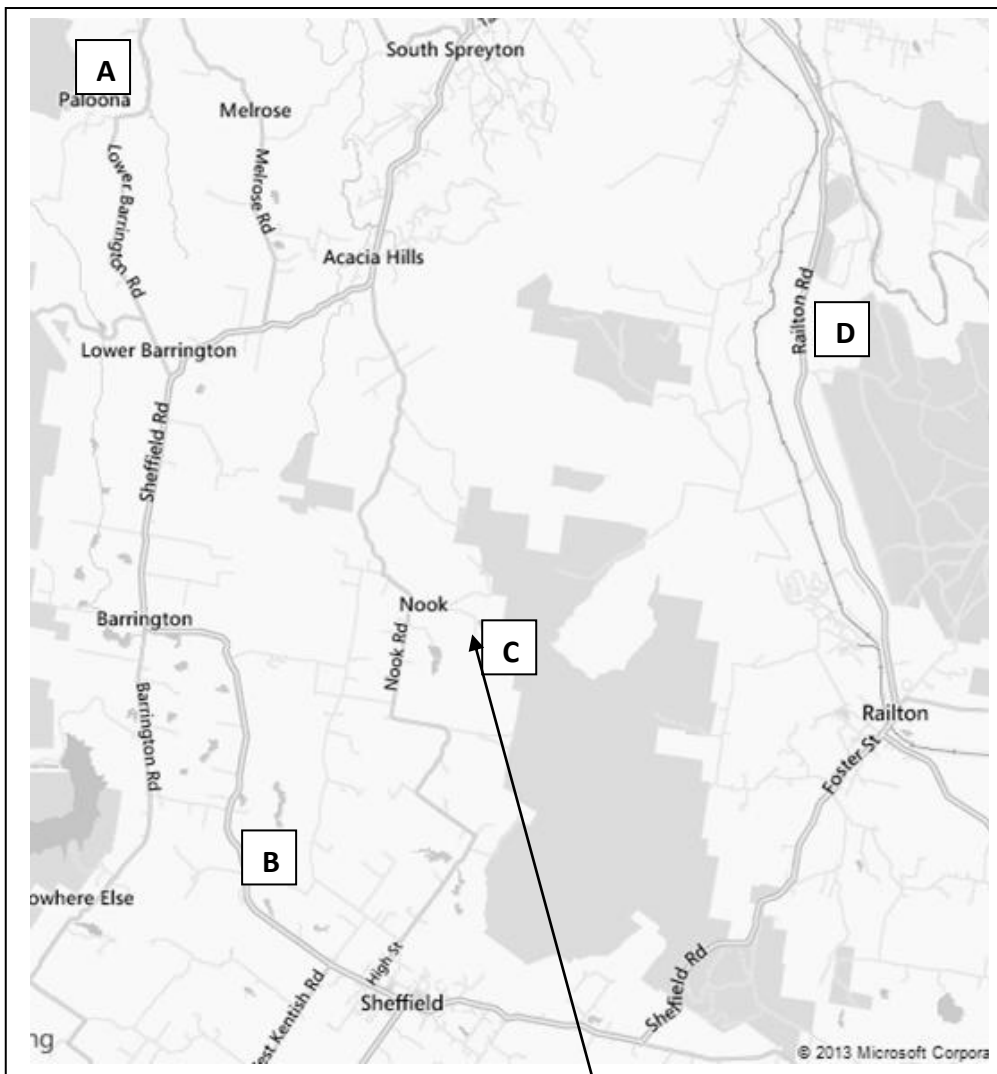 South Spreyton
A
Paloona
Melrose
Lower Barrington Rd
Melrose Rd
Acacia Hills
Railton Rd
D
Lower Barrington
Sheffield Rd
Nook
Barrington
C
Nook Rd
Barrington Rd
Railton
Foster St
B
owhere Else
High St
Sheffield Rd
est Kentish Rd
Sheffield
ng
© 2013 Microsoft Corpora